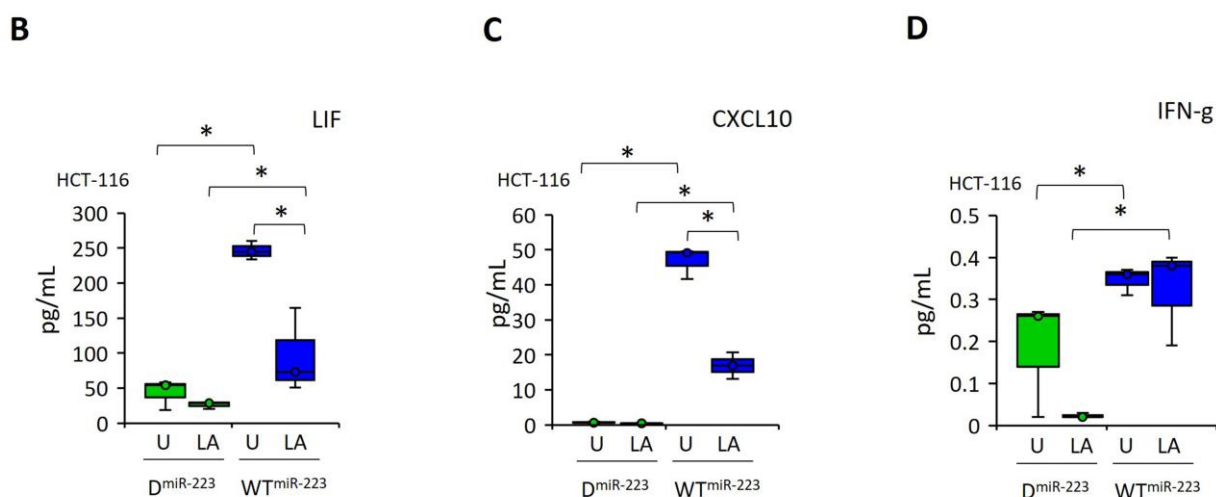 B
LIF
*
*
HCT-116
*
300
250
200
150
100
50
0
pg/mL
U LA U LA
DmiR-223 WTmiR-223
C
CXCL10
*
HCT-116
*
*
60
50
40
30
20
10
0
pg/mL
U LA U LA
DmiR-223 WTmiR-223
D
IFN-g
HCT-116
*
*
0.5
0.4
0.3
0.2
0.1
0
pg/mL
U LA U LA
DmiR-223 WTmiR-223